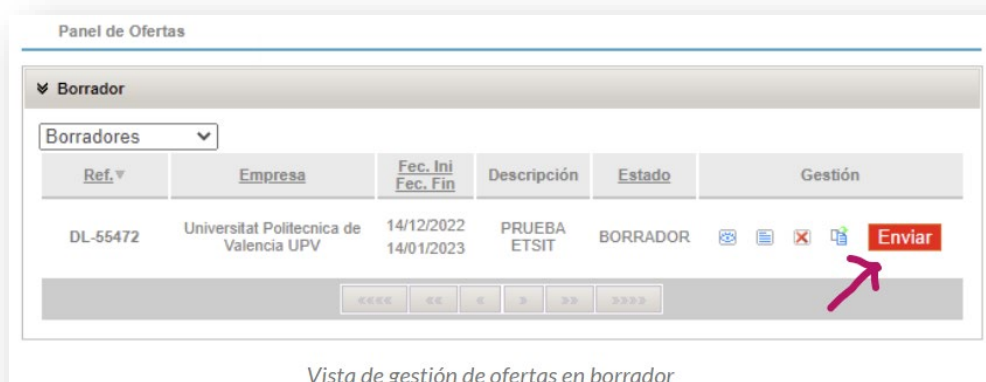 Panel de Ofertas
Borrador
Borradores
Ref. Empresa Fec. Ini Descripción Estado Gestión
Fec. Fin
DL-55472 Universitat Politecnica de 14/12/2022 PRUEBA BORRADOR Enviar
Valencia UPV 14/01/2023 ETSIT
<<<< << < > >> >>>>
Vista de gestión de ofertas en borrador